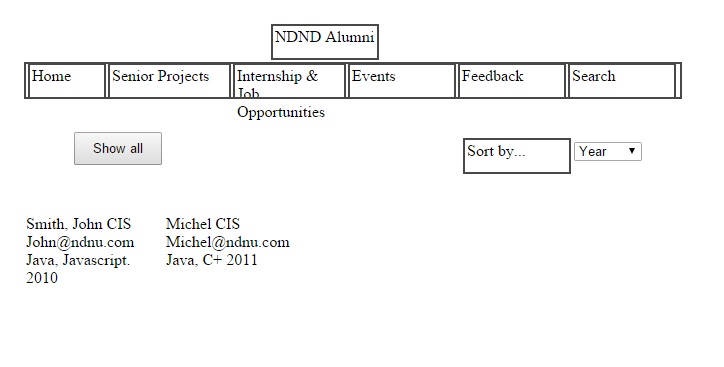 NDND Alumni
Home
Senior Projects
Internship &
Job
Opportunities
Events
Feedback
Search
Show all
Sort by...
Year
Smith, John CIS
John@ndnu.com
Java, Javascript.
2010
Michel CIS
Michel@ndnu.com
Java, C+ 2011